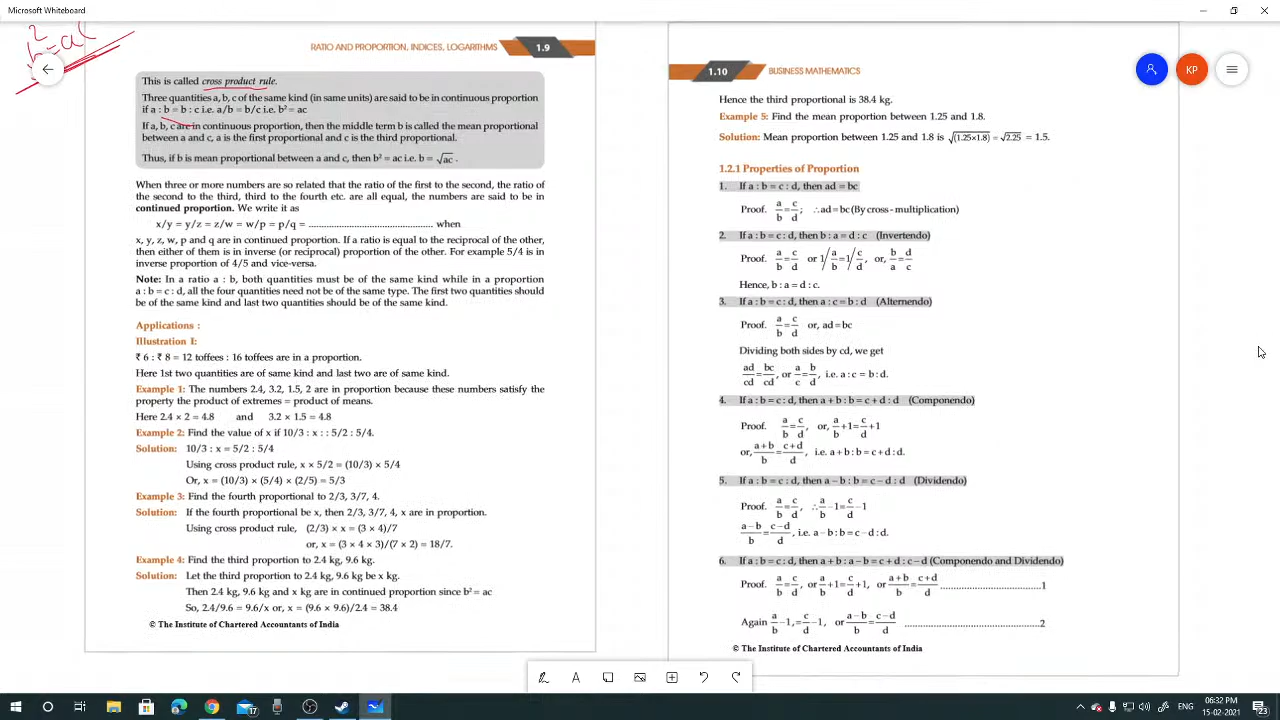 Microsoft Whiteboard
b² = ac
RATIO AND PROPORTION, INDICES, LOGARITHMS 1.9
This is called cross product rule.
Three quantities a, b, c of the same kind (in same units) are said to be in continuous proportion
if a : b = b : c i.e. a/b = b/c i.e. b² = ac
If a, b, c are in continuous proportion, then the middle term b is called the mean proportional
between a and c, a is the first proportional and c is the third proportional.
Thus, if b is mean proportional between a and c, then b² = ac i.e. b = √ac .
When three or more numbers are so related that the ratio of the first to the second, the ratio of
the second to the third, third to the fourth etc. are all equal, the numbers are said to be in
continued proportion. We write it as
x/y = y/z = z/w = w/p = p/q = ................................................ when
x, y, z, w, p and q are in continued proportion. If a ratio is equal to the reciprocal of the other,
then either of them is in inverse (or reciprocal) proportion of the other. For example 5/4 is in
inverse proportion of 4/5 and vice-versa.
Note: In a ratio a : b, both quantities must be of the same kind while in a proportion
a : b = c : d, all the four quantities need not be of the same type. The first two quantities should
be of the same kind and last two quantities should be of the same kind.
Applications :
Illustration I:
₹ 6 : ₹ 8 = 12 toffees : 16 toffees are in a proportion.
Here 1st two quantities are of same kind and last two are of same kind.
Example 1: The numbers 2.4, 3.2, 1.5, 2 are in proportion because these numbers satisfy the
property the product of extremes = product of means.
Here 2.4 × 2 = 4.8 and 3.2 × 1.5 = 4.8
Example 2: Find the value of x if 10/3 : x : : 5/2 : 5/4.
Solution: 10/3 : x = 5/2 : 5/4
Using cross product rule, x × 5/2 = (10/3) × 5/4
Or, x = (10/3) × (5/4) × (2/5) = 5/3
Example 3: Find the fourth proportional to 2/3, 3/7, 4.
Solution: If the fourth proportional be x, then 2/3, 3/7, 4, x are in proportion.
Using cross product rule, (2/3) × x = (3 × 4)/7
or, x = (3 × 4 × 3)/(7 × 2) = 18/7.
Example 4: Find the third proportional to 2.4 kg, 9.6 kg.
Solution: Let the third proportional to 2.4 kg, 9.6 kg be x kg.
Then 2.4 kg, 9.6 kg and x kg are in continued proportion since b² = ac
So, 2.4/9.6 = 9.6/x or, x = (9.6 × 9.6)/2.4 = 38.4
© The Institute of Chartered Accountants of India
1.10 BUSINESS MATHEMATICS
KP
Hence the third proportional is 38.4 kg.
Example 5: Find the mean proportion between 1.25 and 1.8.
Solution: Mean proportion between 1.25 and 1.8 is √(1.25×1.8) = √2.25 = 1.5.
1.2.1 Properties of Proportion
1. If a : b = c : d, then ad = bc
Proof. a/b = c/d ; ∴ ad = bc (By cross - multiplication)
2. If a : b = c : d, then b : a = d : c (Invertendo)
Proof. a/b = c/d or 1/ a/b = 1/ c/d , or, b/a = d/c
Hence, b : a = d : c.
3. If a : b = c : d, then a : c = b : d (Alternendo)
Proof. a/b = c/d or, ad = bc
Dividing both sides by cd, we get
ad/cd = bc/cd , or a/c = b/d , i.e. a : c = b : d.
4. If a : b = c : d, then a + b : b = c + d : d (Componendo)
Proof. a/b = c/d , or, a/b + 1 = c/d + 1
or, a+b/b = c+d/d , i.e. a + b : b = c + d : d.
5. If a : b = c : d, then a – b : b = c – d : d (Dividendo)
Proof. a/b = c/d , ∴ a/b – 1 = c/d – 1
a–b/b = c–d/d , i.e. a – b : b = c – d : d.
6. If a : b = c : d, then a + b : a – b = c + d : c – d (Componendo and Dividendo)
Proof. a/b = c/d , or a/b + 1 = c/d + 1, or a+b/b = c+d/d ........................................1
Again a/b – 1, = c/d – 1, or a–b/b = c–d/d ......................................................2
© The Institute of Chartered Accountants of India
06:32 PM
15-02-2021
23
17